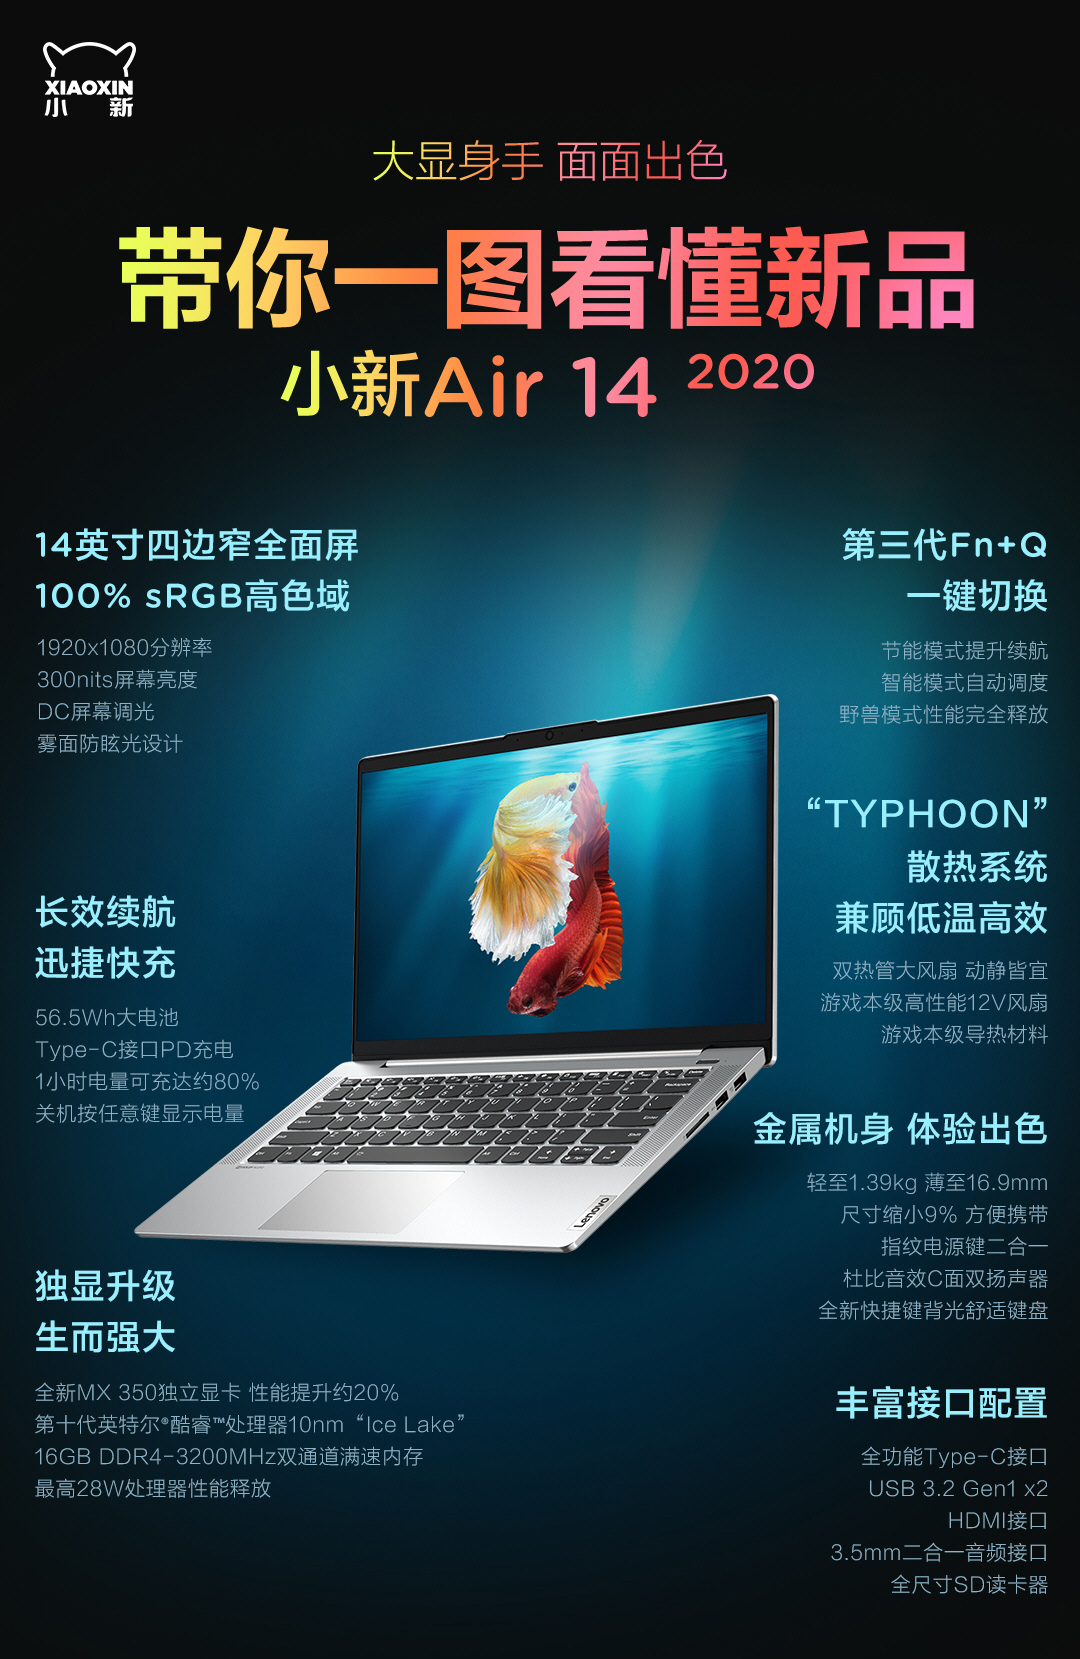 XIAOXIN
小 新
大显身手 面面出色
带你一图看懂新品
小新Air 14 2020
14英寸四边窄全面屏
100% sRGB高色域
1920x1080分辨率
300nits屏幕亮度
DC屏幕调光
雾面防眩光设计
第三代Fn+Q
一键切换
节能模式提升续航
智能模式自动调度
野兽模式性能完全释放
“TYPHOON”
散热系统
兼顾低温高效
双热管大风扇 动静皆宜
游戏本级高性能12V风扇
游戏本级导热材料
长效续航
迅捷快充
56.5Wh大电池
Type-C接口PD充电
1小时电量可充达约80%
关机按任意键显示电量
金属机身 体验出色
轻至1.39kg 薄至16.9mm
尺寸缩小9% 方便携带
指纹电源键二合一
杜比音效C面双扬声器
全新快捷键背光舒适键盘
Lenovo
独显升级
生而强大
全新MX 350独立显卡 性能提升约20%
第十代英特尔®酷睿™处理器10nm“Ice Lake”
16GB DDR4-3200MHz双通道满速内存
最高28W处理器性能释放
丰富接口配置
全功能Type-C接口
USB 3.2 Gen1 x2
HDMI接口
3.5mm二合一音频接口
全尺寸SD读卡器